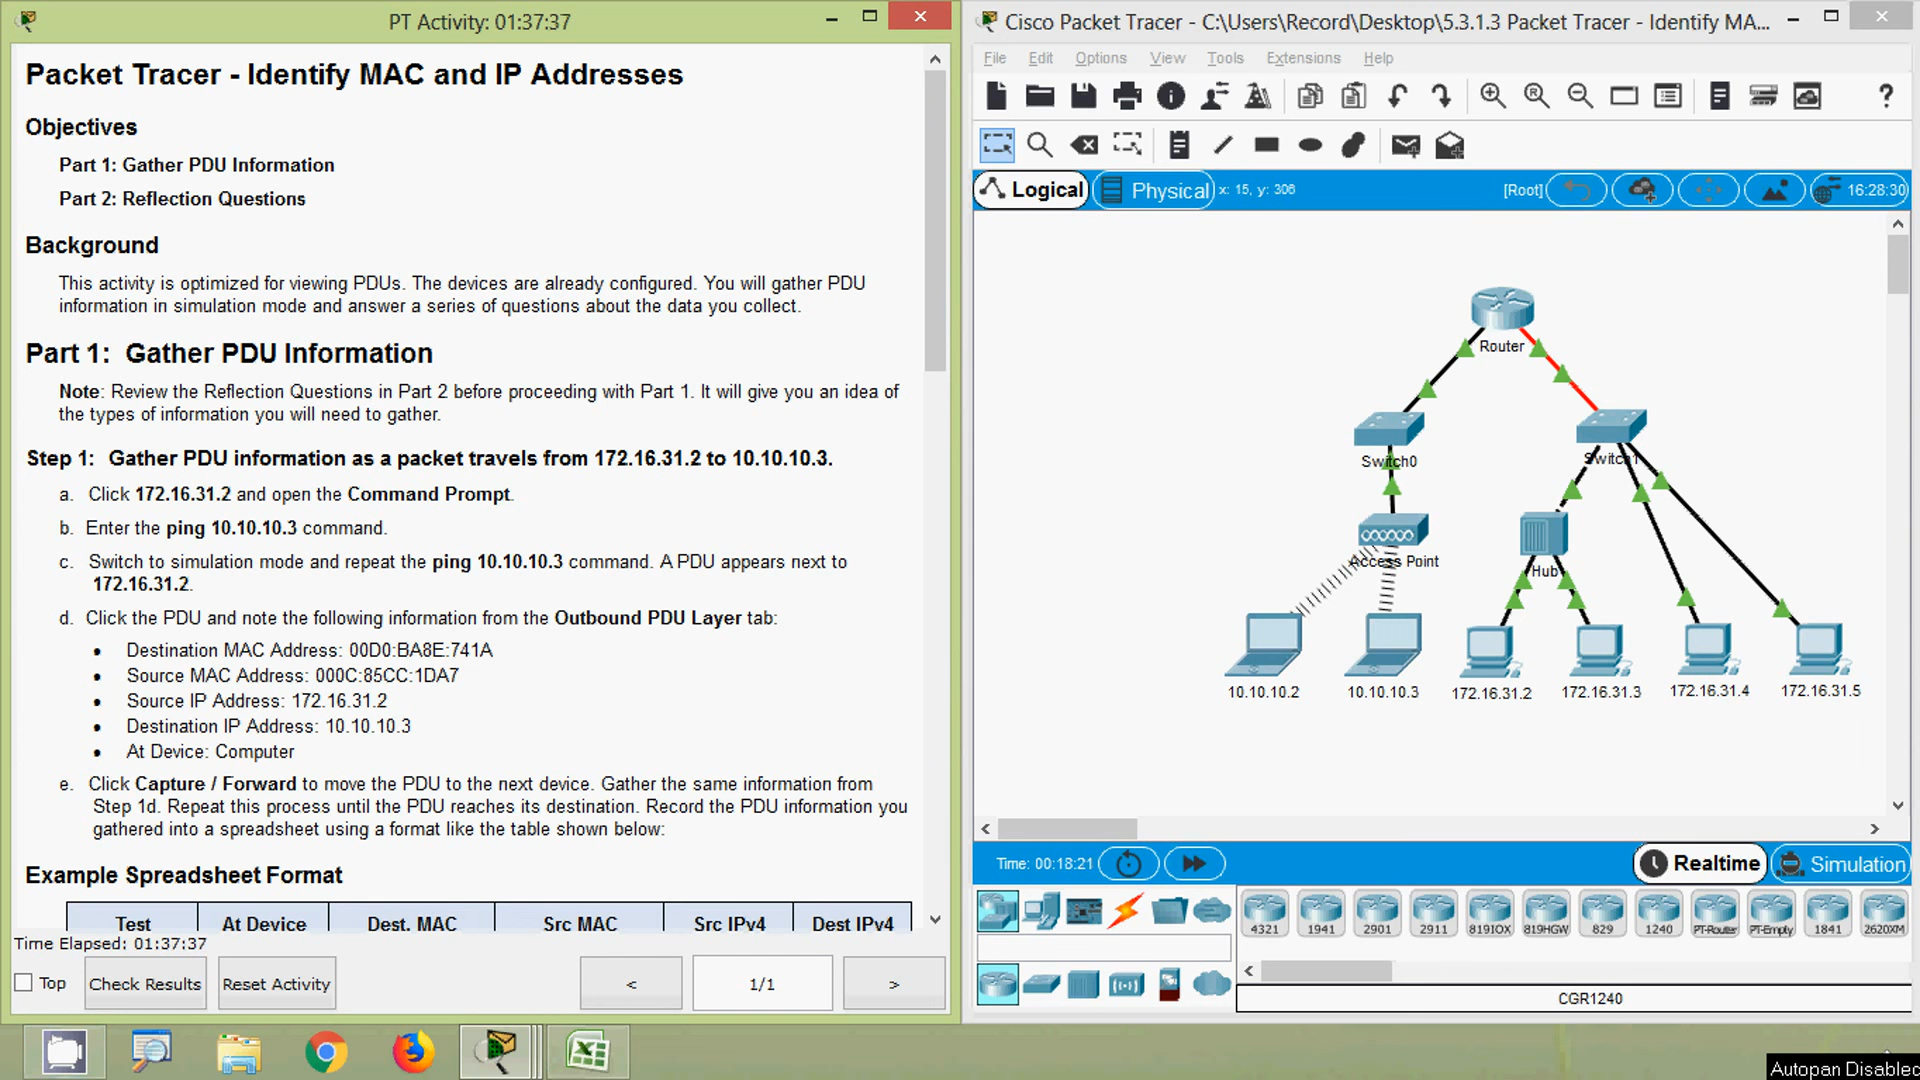 PT Activity: 01:37:37
Packet Tracer - Identify MAC and IP Addresses
Objectives
Part 1: Gather PDU Information
Part 2: Reflection Questions
Background
This activity is optimized for viewing PDUs. The devices are already configured. You will gather PDU
information in simulation mode and answer a series of questions about the data you collect.
Part 1: Gather PDU Information
Note: Review the Reflection Questions in Part 2 before proceeding with Part 1. It will give you an idea of
the types of information you will need to gather.
Step 1: Gather PDU information as a packet travels from 172.16.31.2 to 10.10.10.3.
a. Click 172.16.31.2 and open the Command Prompt.
b. Enter the ping 10.10.10.3 command.
c. Switch to simulation mode and repeat the ping 10.10.10.3 command. A PDU appears next to
172.16.31.2.
d. Click the PDU and note the following information from the Outbound PDU Layer tab:
• Destination MAC Address: 00D0:BA8E:741A
• Source MAC Address: 000C:85CC:1DA7
• Source IP Address: 172.16.31.2
• Destination IP Address: 10.10.10.3
• At Device: Computer
e. Click Capture / Forward to move the PDU to the next device. Gather the same information from
Step 1d. Repeat this process until the PDU reaches its destination. Record the PDU information you
gathered into a spreadsheet using a format like the table shown below:
Example Spreadsheet Format
Test At Device Dest. MAC Src MAC Src IPv4 Dest IPv4
Time Elapsed: 01:37:37
Top Check Results Reset Activity < 1/1 >
Cisco Packet Tracer - C:\Users\Record\Desktop\5.3.1.3 Packet Tracer - Identify MA...
File Edit Options View Tools Extensions Help
?
Logical Physical x: 15, y: 306 [Root] 16:28:30
Router
Switch0 Switch1
Access Point Hub
10.10.10.2 10.10.10.3 172.16.31.2 172.16.31.3 172.16.31.4 172.16.31.5
Time: 00:18:21 Realtime Simulation
4321 1941 2901 2911 819IOX 819HGW 829 1240 PT-Router PT-Empty 1841 2620XM
CGR1240
Autopan Disabled